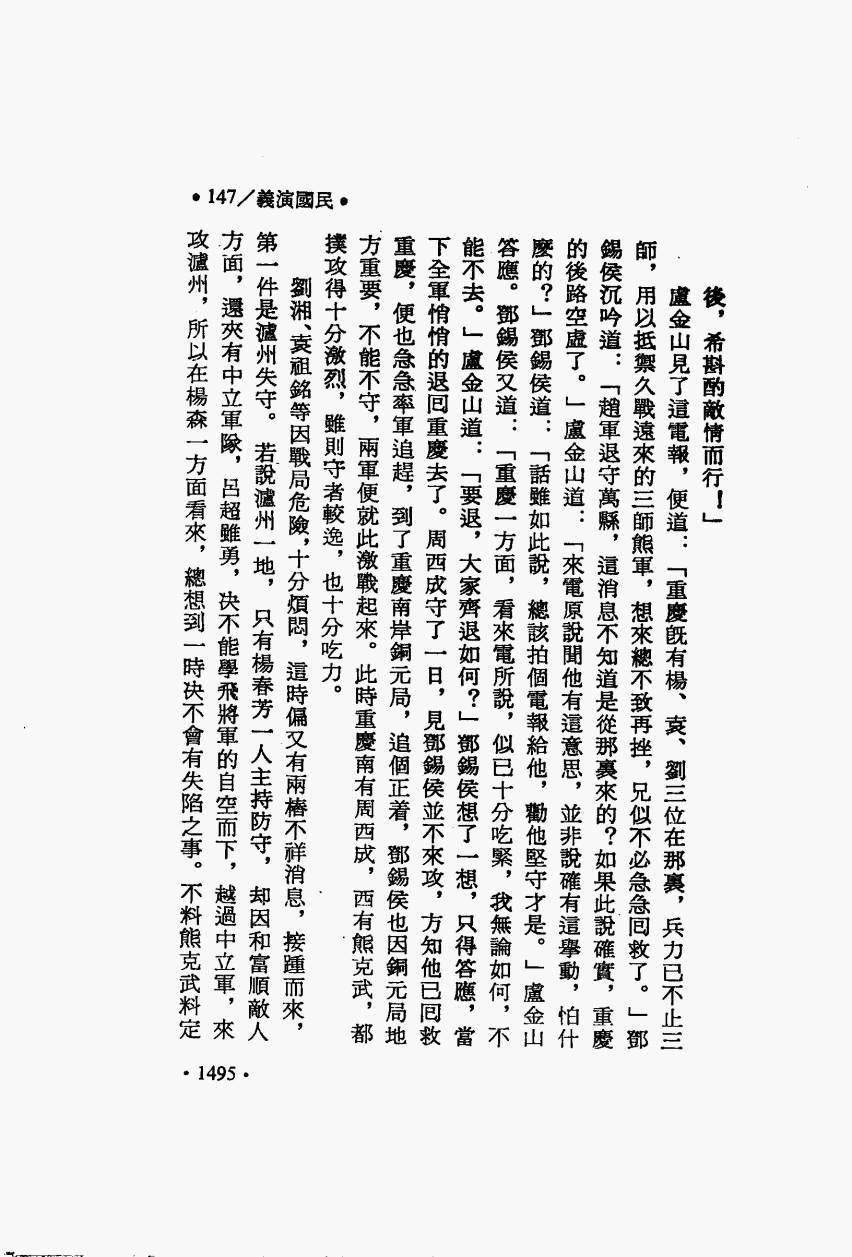 •147／義演國民•
後，希斟酌敵情而行！」
盧金山見了這電報，便道：「重慶旣有楊、袁、劉三位在那裏，兵力已不止三
師，用以抵禦久戰遠來的三師熊軍，想來總不致再挫，兄似不必急急囘救了。」鄧
錫侯沉吟道：「趙軍退守萬縣，這消息不知道是從那裏來的？如果此說確實，重慶
的後路空虛了。」盧金山道：「來電原說聞他有這意思，並非說確有這舉動，怕什
麽的？」鄧錫侯道：「話雖如此說，總該拍個電報給他，勸他堅守才是。」盧金山
答應。鄧錫侯又道：「重慶一方面，看來電所說，似已十分吃緊，我無論如何，不
能不去。」盧金山道：「要退，大家齊退如何？」鄧錫侯想了一想，只得答應，當
下全軍悄悄的退囘重慶去了。周西成守了一日，見鄧錫侯並不來攻，方知他已囘救
重慶，便也急急率軍追趕，到了重慶南岸銅元局，追個正着，鄧錫侯也因銅元局地
方重要，不能不守，兩軍便就此激戰起來。此時重慶南有周西成，西有熊克武，都
撲攻得十分激烈，雖則守者較逸，也十分吃力。
劉湘、袁祖銘等因戰局危險，十分煩悶，這時偏又有兩樁不祥消息，接踵而來，
第一件是瀘州失守。若說瀘州一地，只有楊春芳一人主持防守，却因和富順敵人
方面，還夾有中立軍隊，呂超雖勇，决不能學飛將軍的自空而下，越過中立軍，來
攻瀘州，所以在楊森一方面看來，總想到一時决不會有失陷之事。不料熊克武料定
•1495•